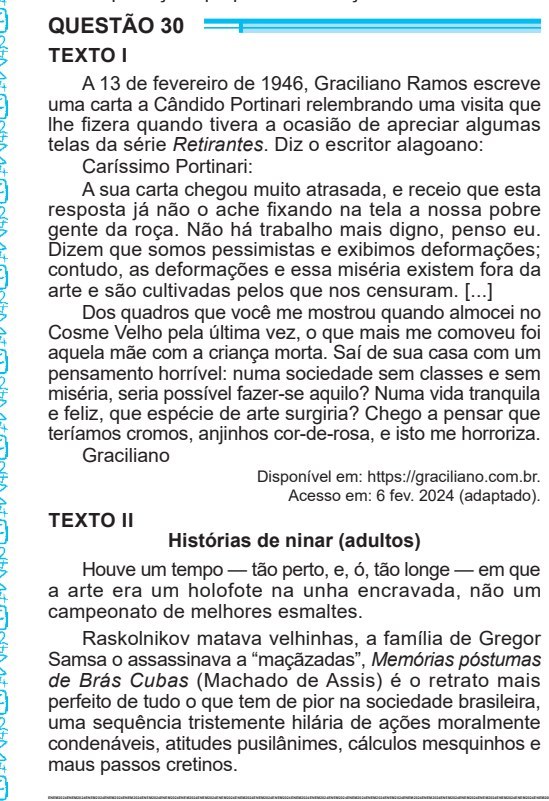 QUESTÃO 30
TEXTO I
A 13 de fevereiro de 1946, Graciliano Ramos escreve
uma carta a Cândido Portinari relembrando uma visita que
lhe fizera quando tivera a ocasião de apreciar algumas
telas da série Retirantes. Diz o escritor alagoano:
Caríssimo Portinari:
A sua carta chegou muito atrasada, e receio que esta
resposta já não o ache fixando na tela a nossa pobre
gente da roça. Não há trabalho mais digno, penso eu.
Dizem que somos pessimistas e exibimos deformações;
contudo, as deformações e essa miséria existem fora da
arte e são cultivadas pelos que nos censuram. [...]
Dos quadros que você me mostrou quando almocei no
Cosme Velho pela última vez, o que mais me comoveu foi
aquela mãe com a criança morta. Saí de sua casa com um
pensamento horrível: numa sociedade sem classes e sem
miséria, seria possível fazer-se aquilo? Numa vida tranquila
e feliz, que espécie de arte surgiria? Chego a pensar que
teríamos cromos, anjinhos cor-de-rosa, e isto me horroriza.
Graciliano
Disponível em: https://graciliano.com.br.
Acesso em: 6 fev. 2024 (adaptado).
TEXTO II
Histórias de ninar (adultos)
Houve um tempo — tão perto, e, ó, tão longe — em que
a arte era um holofote na unha encravada, não um
campeonato de melhores esmaltes.
Raskolnikov matava velhinhas, a família de Gregor
Samsa o assassinava a “maçãzadas”, Memórias póstumas
de Brás Cubas (Machado de Assis) é o retrato mais
perfeito de tudo o que tem de pior na sociedade brasileira,
uma sequência tristemente hilária de ações moralmente
condenáveis, atitudes pusilânimes, cálculos mesquinhos e
maus passos cretinos.